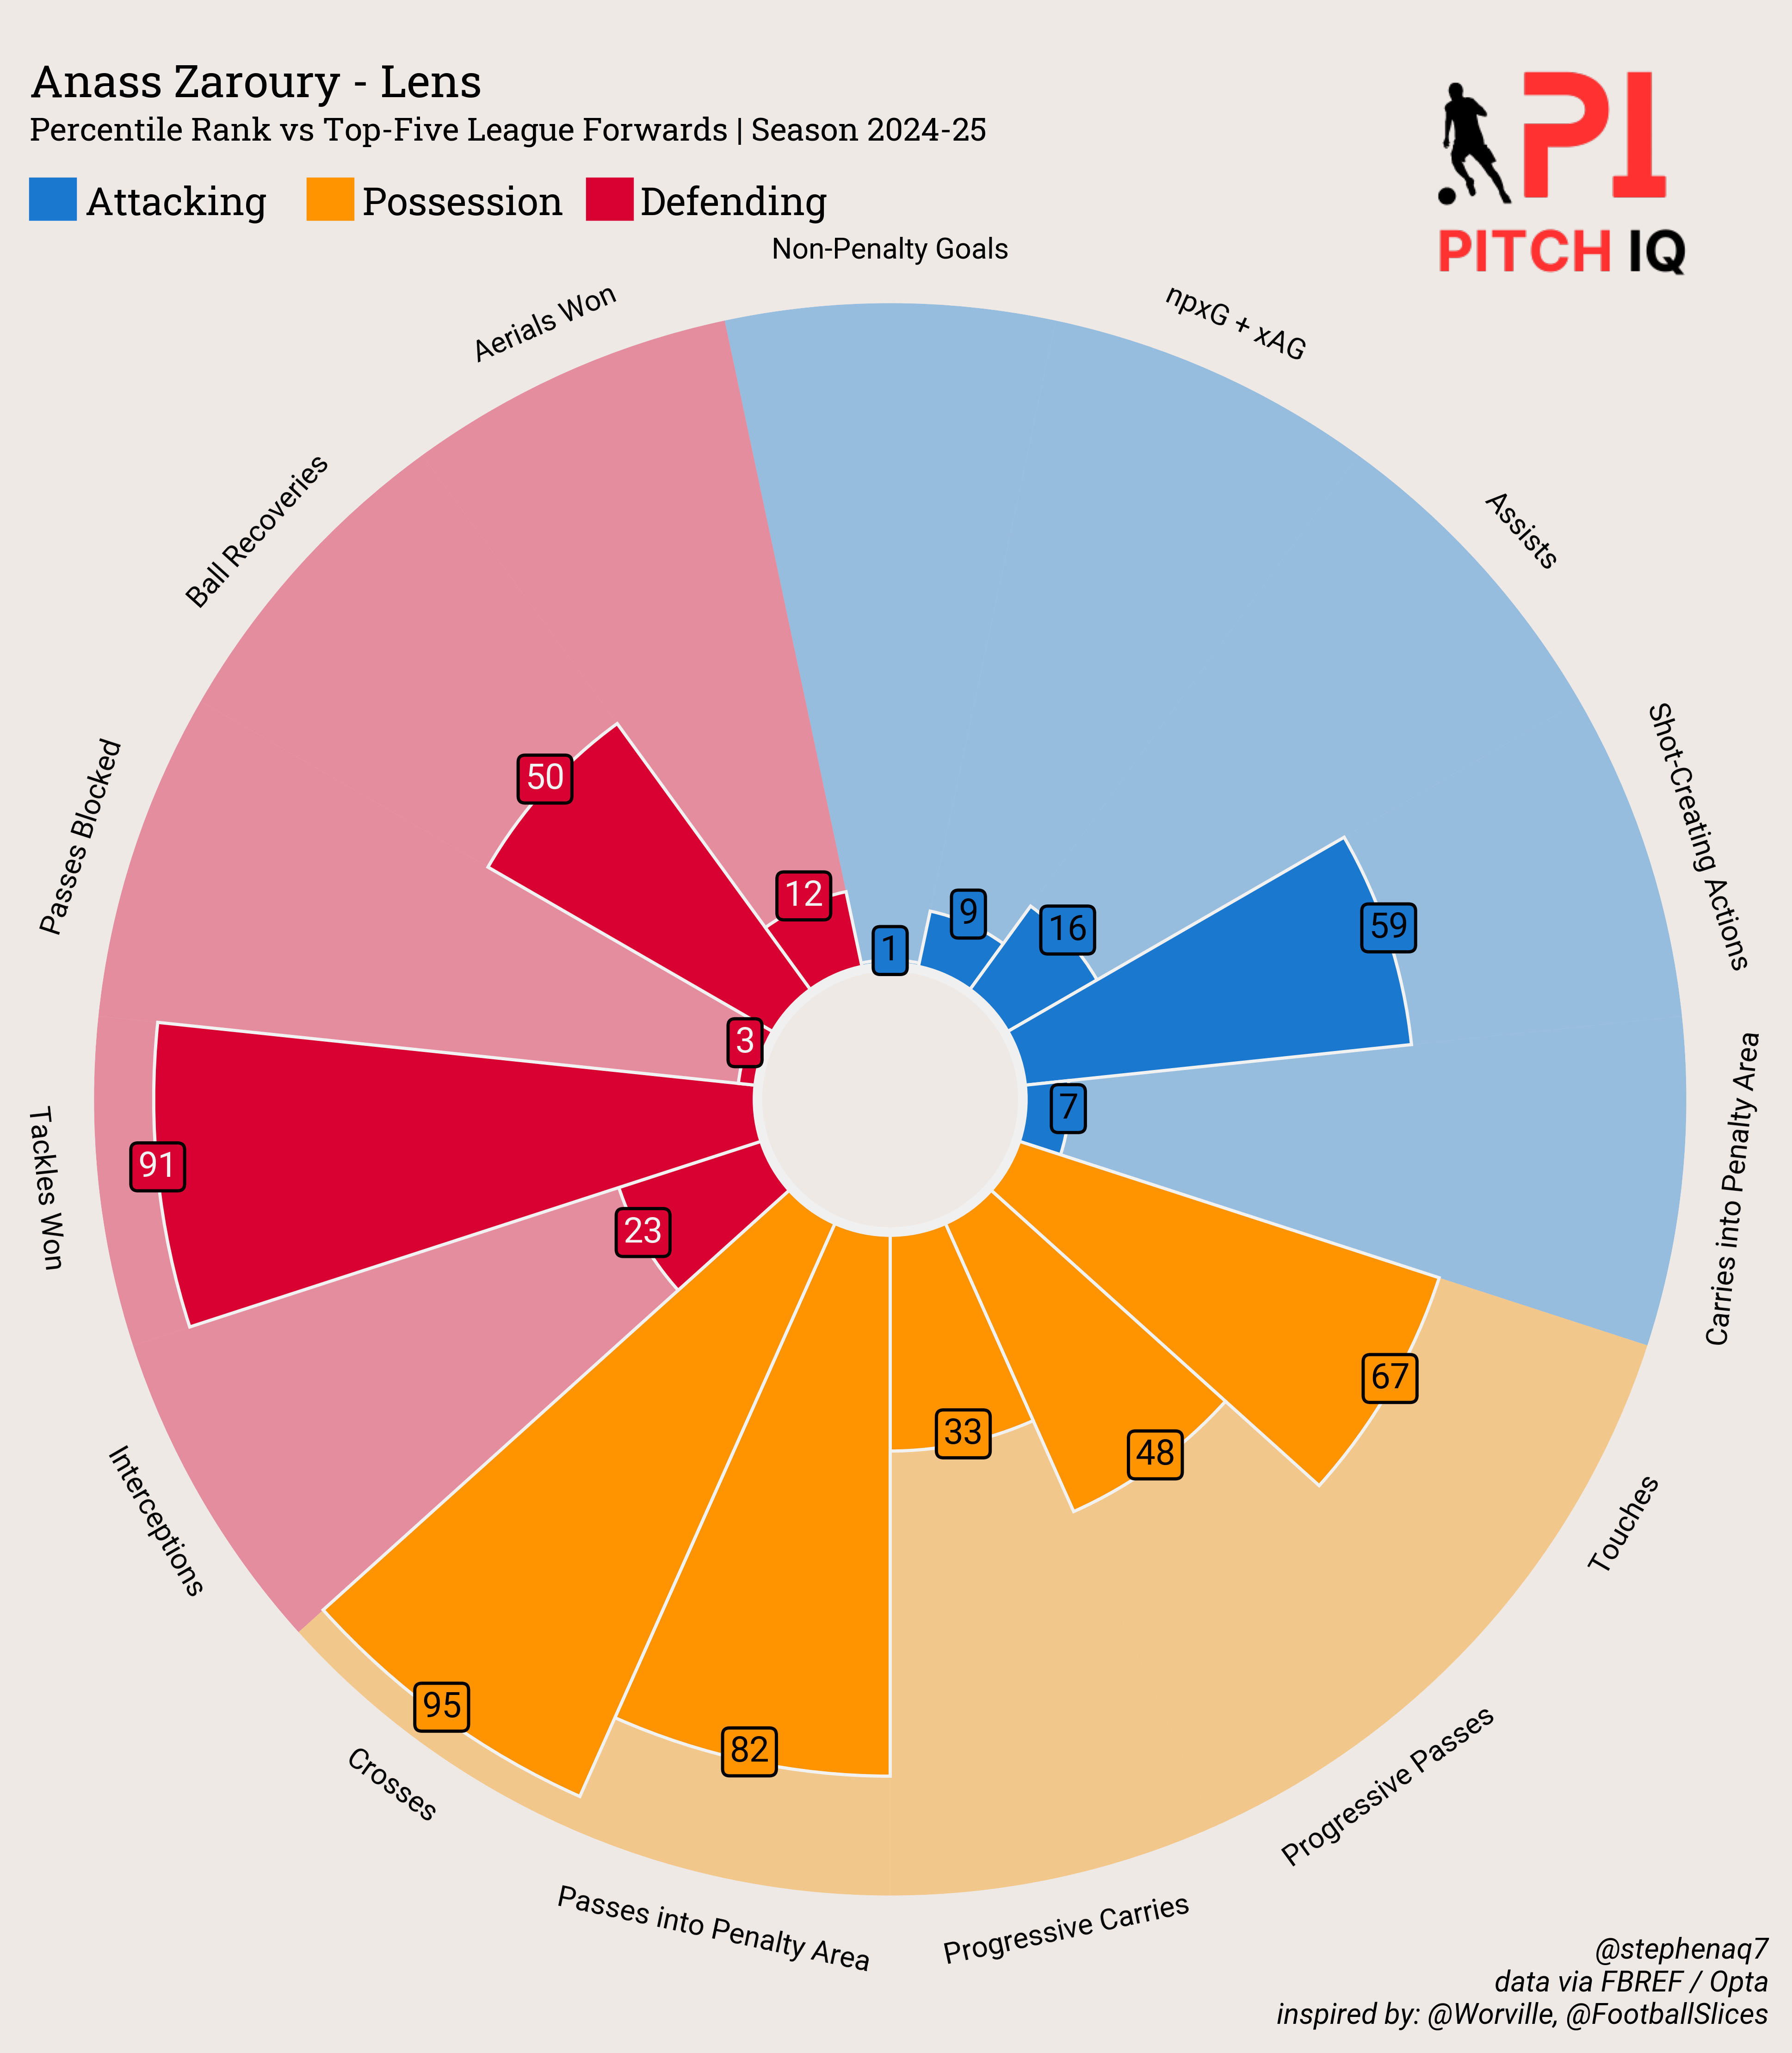 Anass Zaroury - Lens
Percentile Rank vs Top-Five League Forwards | Season 2024-25
Attacking
Possession
Defending
PI
PITCH IQ
Non-Penalty Goals
1
npxG + xAG
9
Assists
16
Shot-Creating Actions
59
Carries into Penalty Area
7
Touches
67
Progressive Passes
48
Progressive Carries
33
Passes into Penalty Area
82
Crosses
95
Interceptions
23
Tackles Won
91
Passes Blocked
3
Ball Recoveries
50
Aerials Won
12
@stephenaq7
data via FBREF / Opta
inspired by: @Worville, @FootballSlices